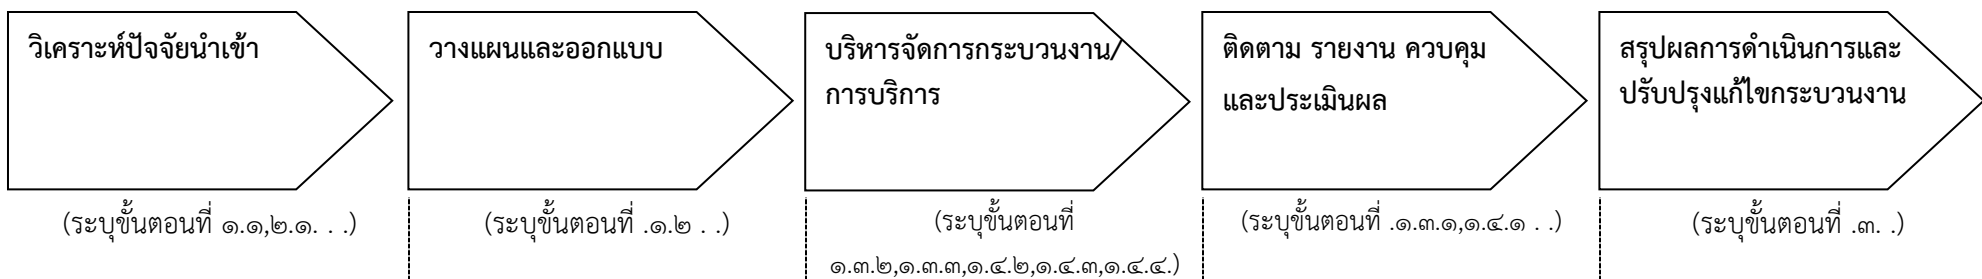 วิเคราะห์ปัจจัยนำเข้า
(ระบุขั้นตอนที่ ๑.๑,๒.๑. . .)
วางแผนและออกแบบ
(ระบุขั้นตอนที่ .๑.๒ . .)
บริหารจัดการกระบวนงาน/
การบริการ
(ระบุขั้นตอนที่
๑.๓.๒,๑.๓.๓,๑.๔.๒,๑.๔.๓,๑.๔.๔.)
ติดตาม รายงาน ควบคุม
และประเมินผล
(ระบุขั้นตอนที่ .๑.๓.๑,๑.๔.๑ . .)
สรุปผลการดำเนินการและ
ปรับปรุงแก้ไขกระบวนงาน
(ระบุขั้นตอนที่ .๓. .)